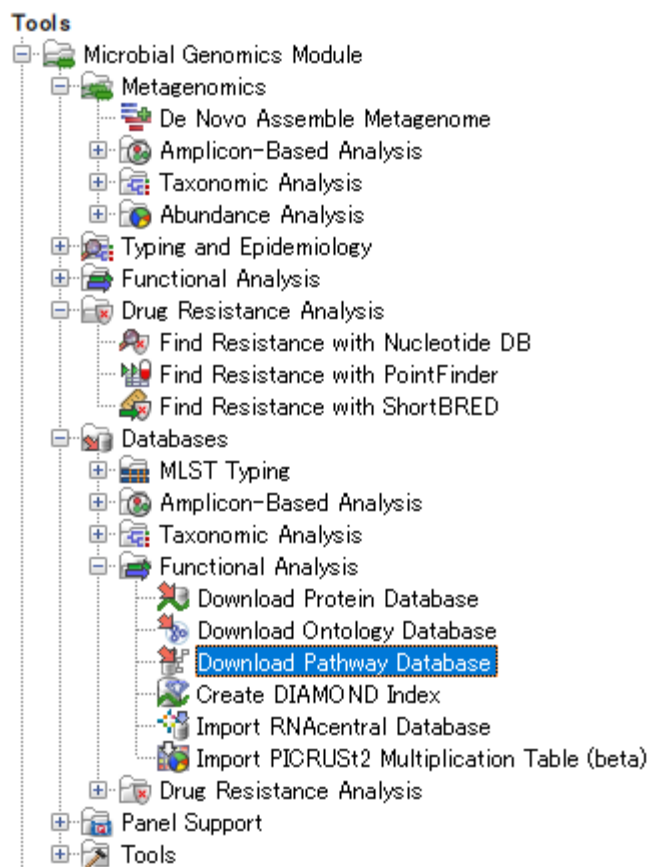 Tools
Microbial Genomics Module
Metagenomics
De Novo Assemble Metagenome
Amplicon-Based Analysis
Taxonomic Analysis
Abundance Analysis
Typing and Epidemiology
Functional Analysis
Drug Resistance Analysis
Find Resistance with Nucleotide DB
Find Resistance with PointFinder
Find Resistance with ShortBRED
Databases
MLST Typing
Amplicon-Based Analysis
Taxonomic Analysis
Functional Analysis
Download Protein Database
Download Ontology Database
Download Pathway Database
Create DIAMOND Index
Import RNAcentral Database
Import PICRUSt2 Multiplication Table (beta)
Drug Resistance Analysis
Panel Support
Tools